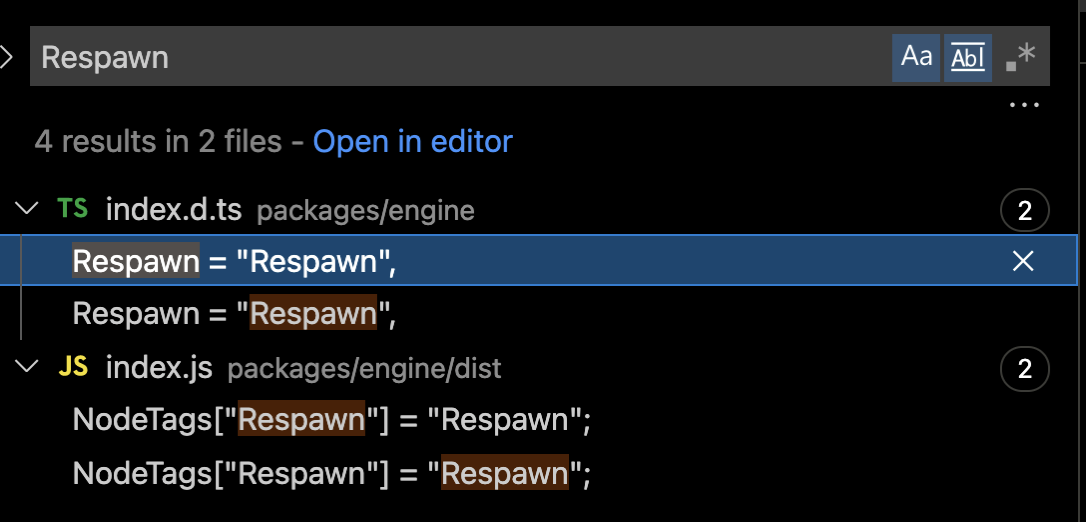 Respawn Aa Abl .*
...
4 results in 2 files - Open in editor
TS index.d.ts packages/engine 2
Respawn = "Respawn",
Respawn = "Respawn",
JS index.js packages/engine/dist 2
NodeTags["Respawn"] = "Respawn";
NodeTags["Respawn"] = "Respawn";